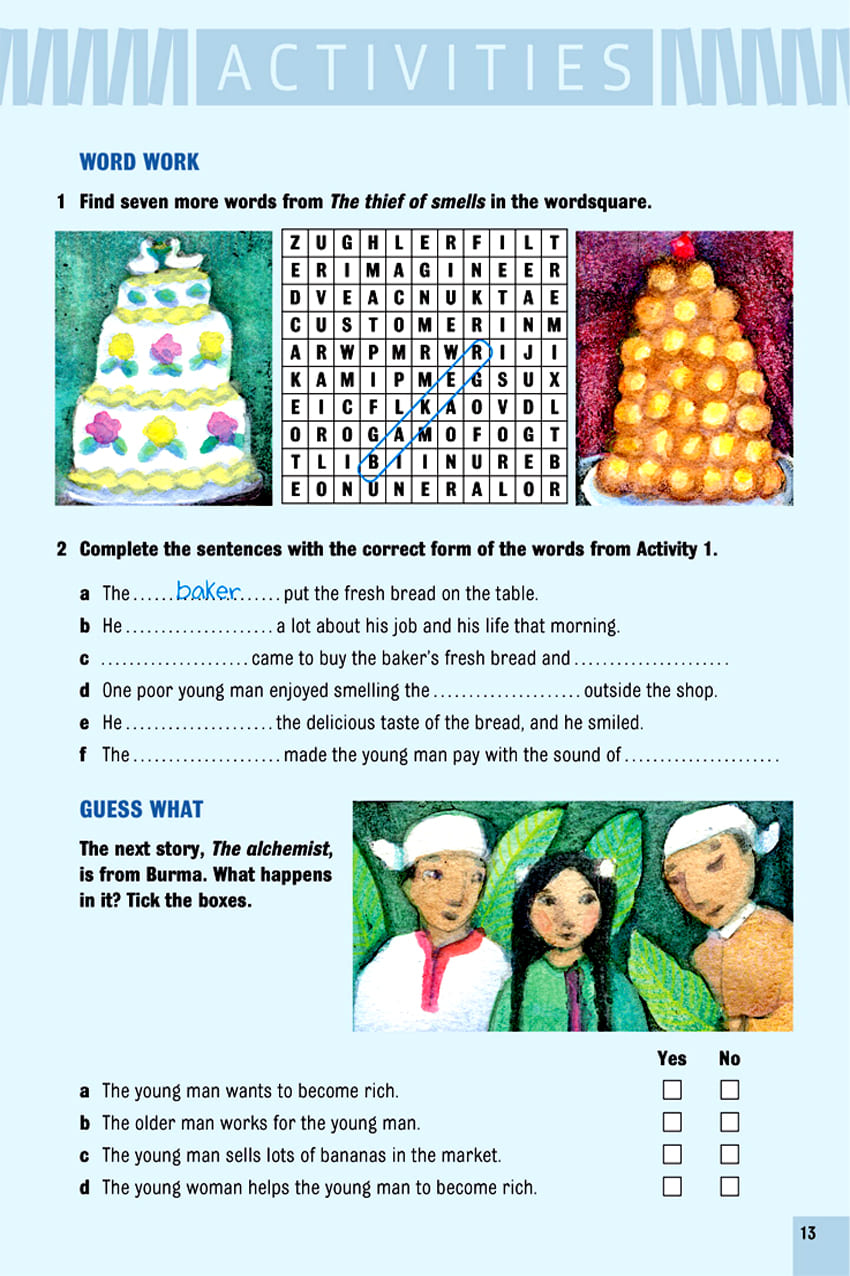 ACTIVITIES
WORD WORK
1 Find seven more words from The thief of smells in the wordsquare.
Z U G H L E R F I L T
E R I M A G I N E E R
D V E A C N U K T A E
C U S T O M E R I N M
A R W P M R W R I J I
K A M I P M E G S U X
E I C F L K A O V D L
O R O G A M O F O G T
T L I B I I N U R E B
E O N U N E R A L O R
2 Complete the sentences with the correct form of the words from Activity 1.
a The ......baker...... put the fresh bread on the table.
b He ..................... a lot about his job and his life that morning.
c ..................... came to buy the baker's fresh bread and ......................
d One poor young man enjoyed smelling the ..................... outside the shop.
e He ..................... the delicious taste of the bread, and he smiled.
f The ..................... made the young man pay with the sound of ......................
GUESS WHAT
The next story, The alchemist,
is from Burma. What happens
in it? Tick the boxes.
Yes No
a The young man wants to become rich.
b The older man works for the young man.
c The young man sells lots of bananas in the market.
d The young woman helps the young man to become rich.
13